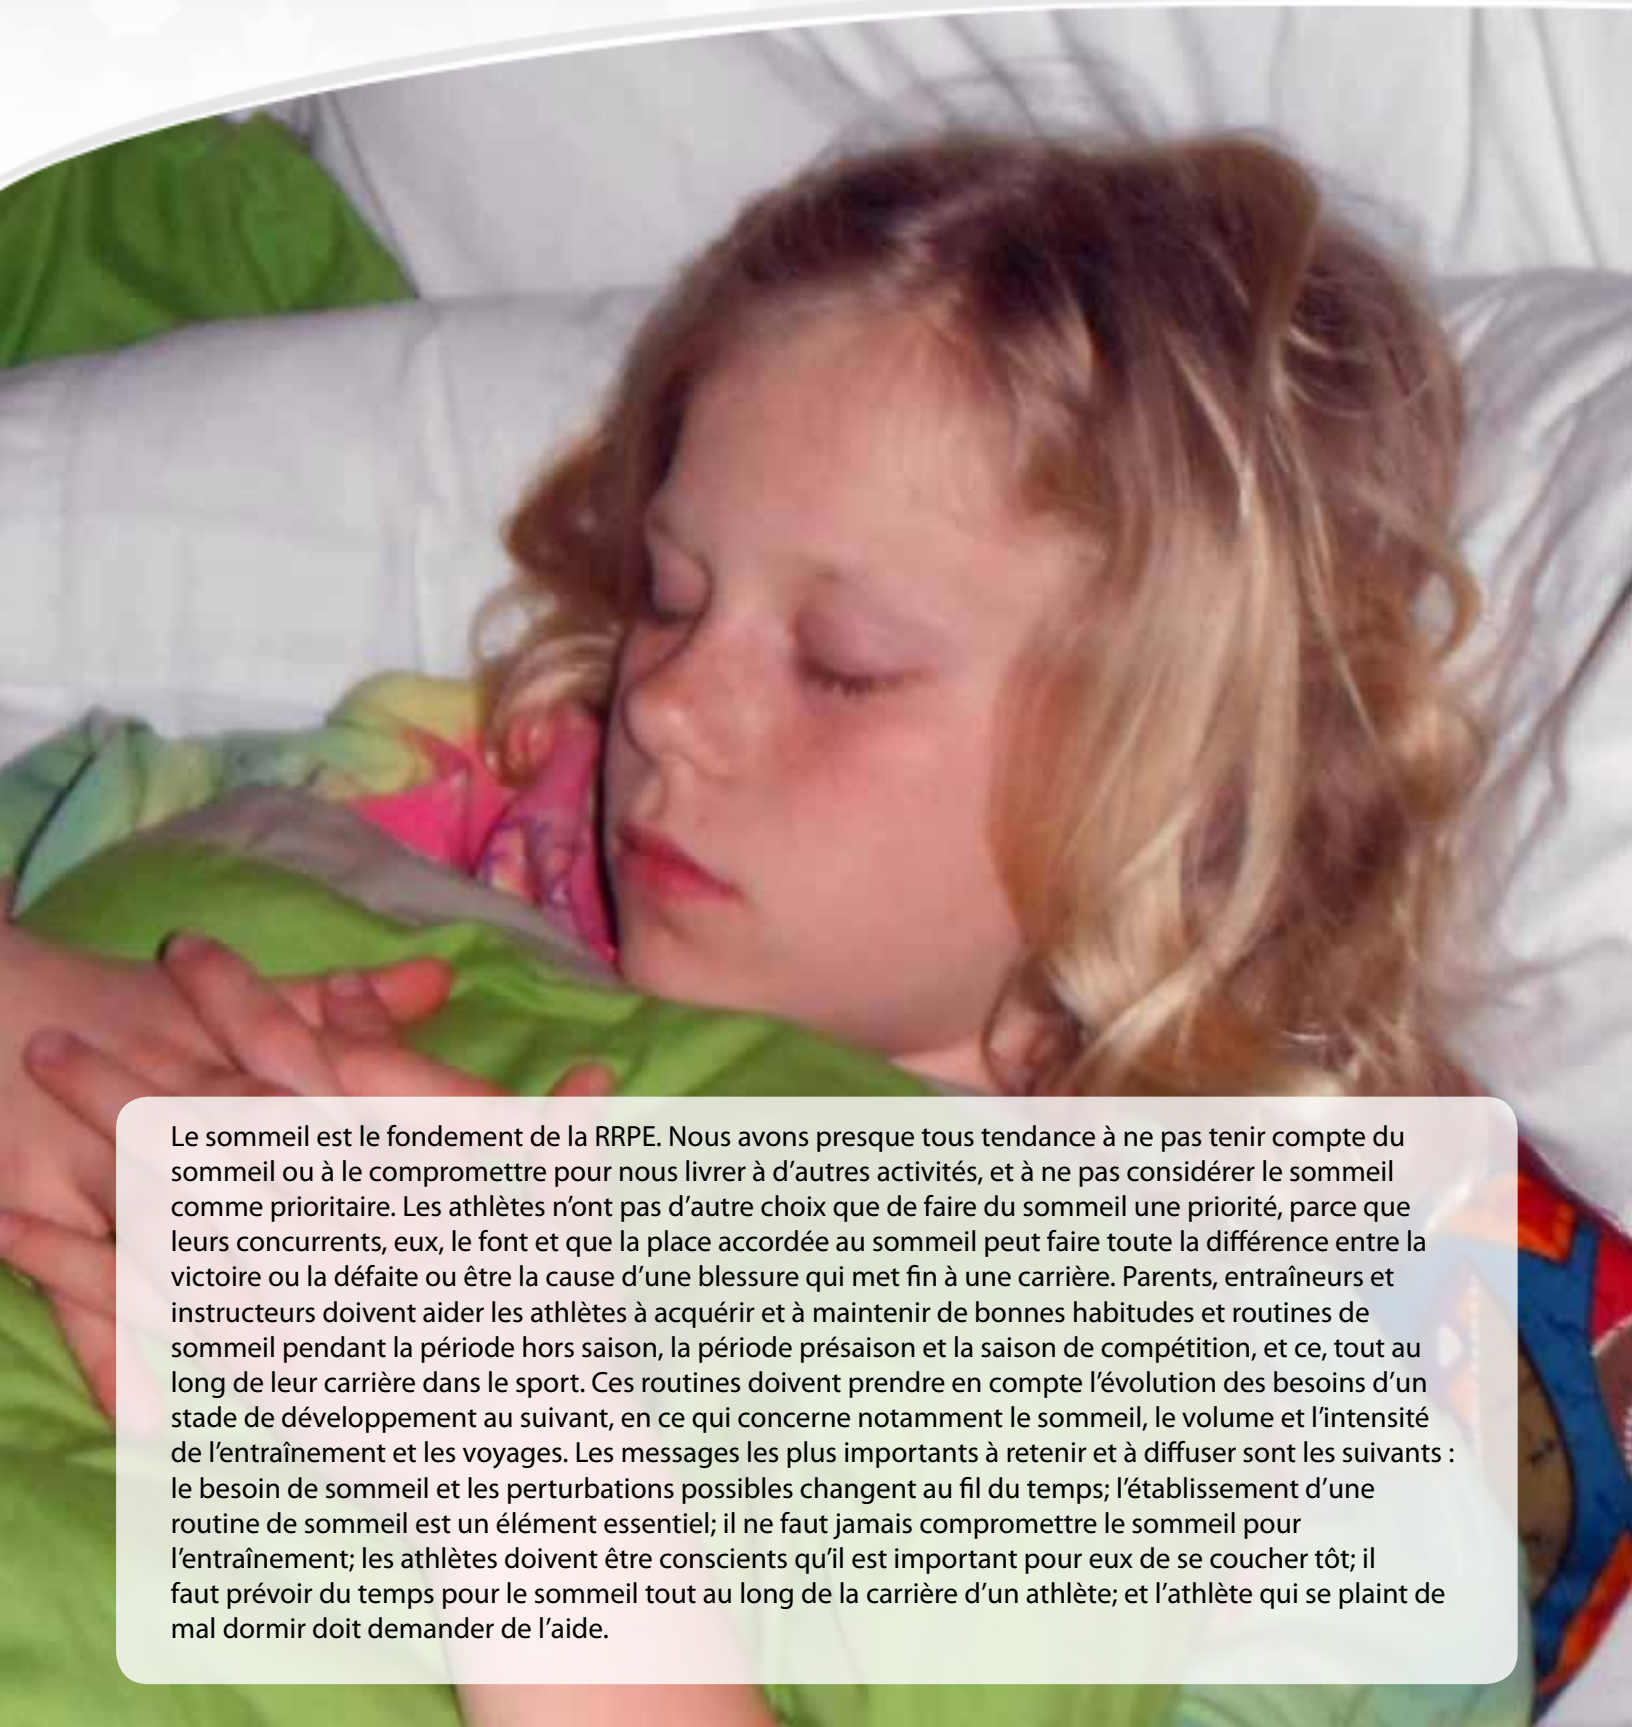 Le sommeil est le fondement de la RRPE. Nous avons presque tous tendance à ne pas tenir compte du
sommeil ou à le compromettre pour nous livrer à d’autres activités, et à ne pas considérer le sommeil
comme prioritaire. Les athlètes n’ont pas d’autre choix que de faire du sommeil une priorité, parce que
leurs concurrents, eux, le font et que la place accordée au sommeil peut faire toute la différence entre la
victoire ou la défaite ou être la cause d’une blessure qui met fin à une carrière. Parents, entraîneurs et
instructeurs doivent aider les athlètes à acquérir et à maintenir de bonnes habitudes et routines de
sommeil pendant la période hors saison, la période présaison et la saison de compétition, et ce, tout au
long de leur carrière dans le sport. Ces routines doivent prendre en compte l’évolution des besoins d’un
stade de développement au suivant, en ce qui concerne notamment le sommeil, le volume et l’intensité
de l’entraînement et les voyages. Les messages les plus importants à retenir et à diffuser sont les suivants :
le besoin de sommeil et les perturbations possibles changent au fil du temps; l’établissement d’une
routine de sommeil est un élément essentiel; il ne faut jamais compromettre le sommeil pour
l’entraînement; les athlètes doivent être conscients qu’il est important pour eux de se coucher tôt; il
faut prévoir du temps pour le sommeil tout au long de la carrière d’un athlète; et l’athlète qui se plaint de
mal dormir doit demander de l’aide.